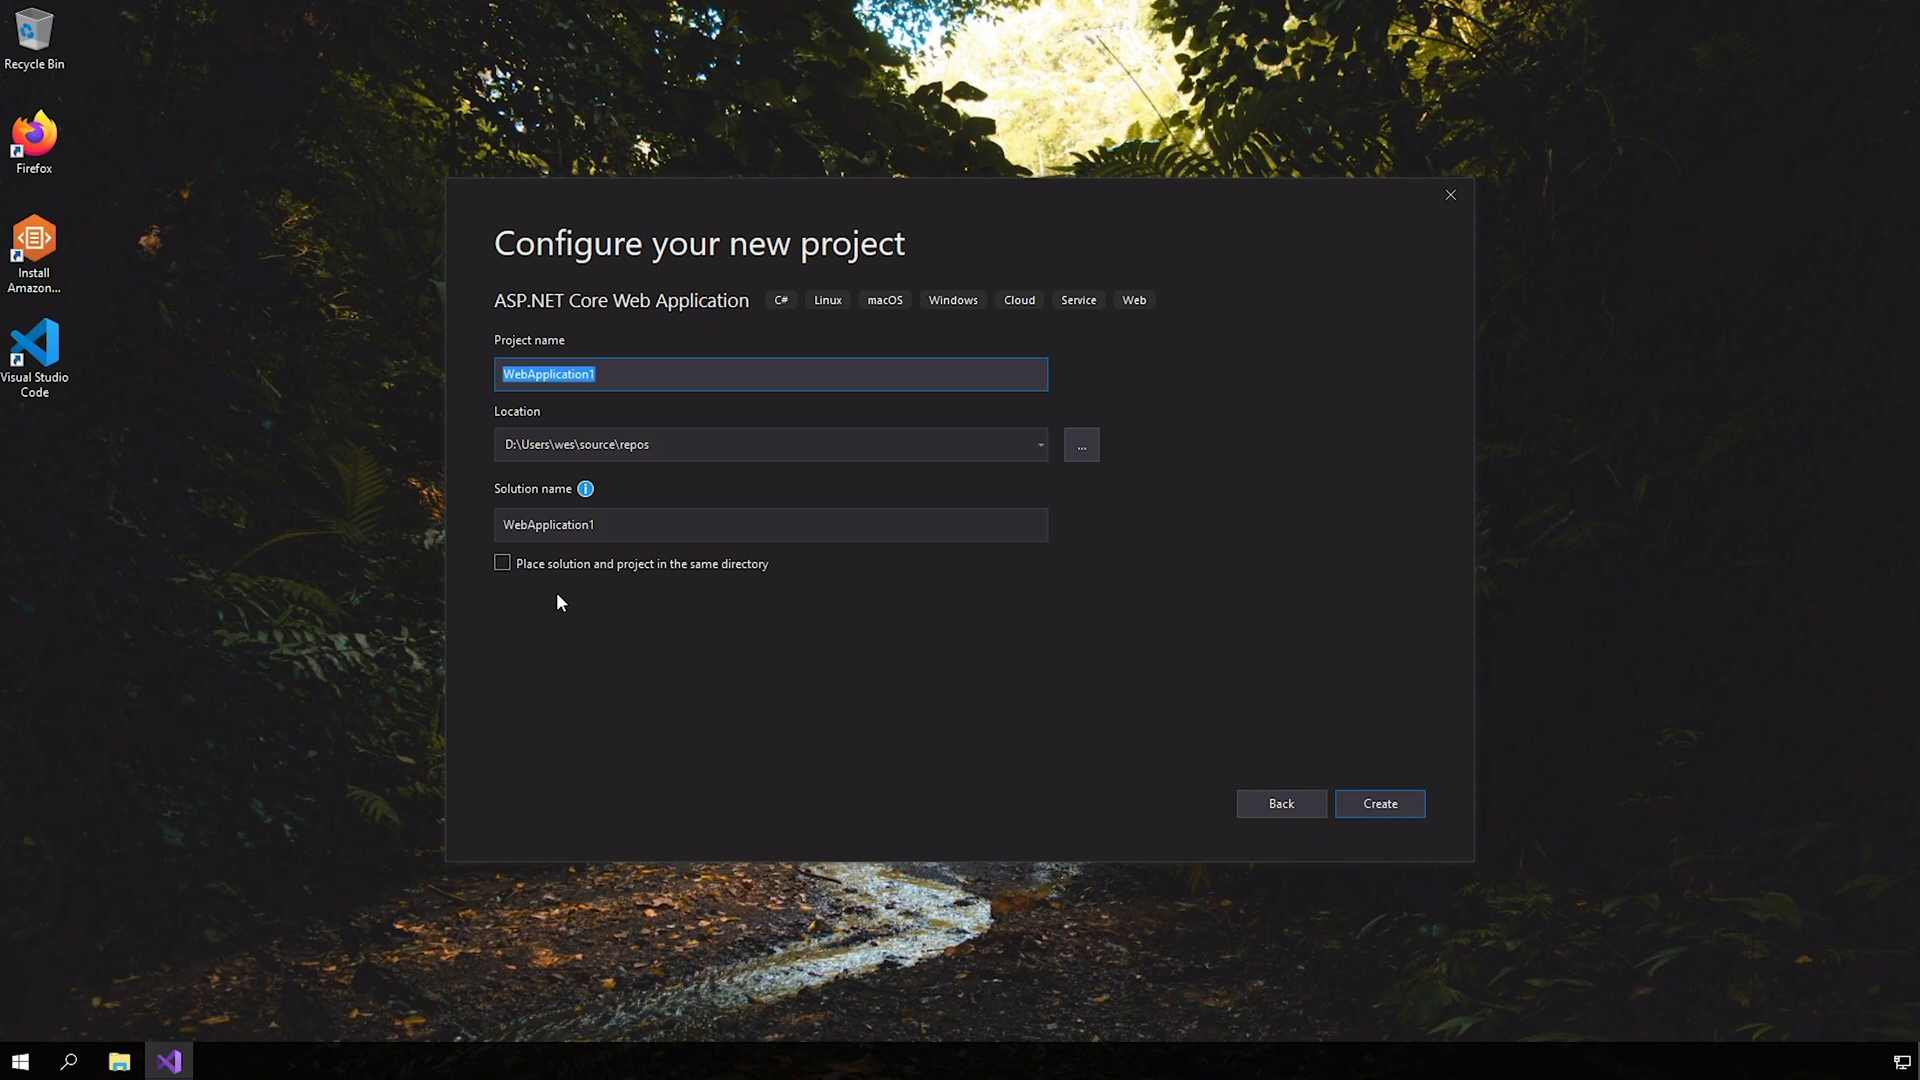 Recycle Bin
Firefox
Install
Amazon...
Visual Studio
Code
Configure your new project
ASP.NET Core Web Application C# Linux macOS Windows Cloud Service Web
Project name
WebApplication1
Location
D:\Users\wes\source\repos
...
Solution name
WebApplication1
Place solution and project in the same directory
Back Create